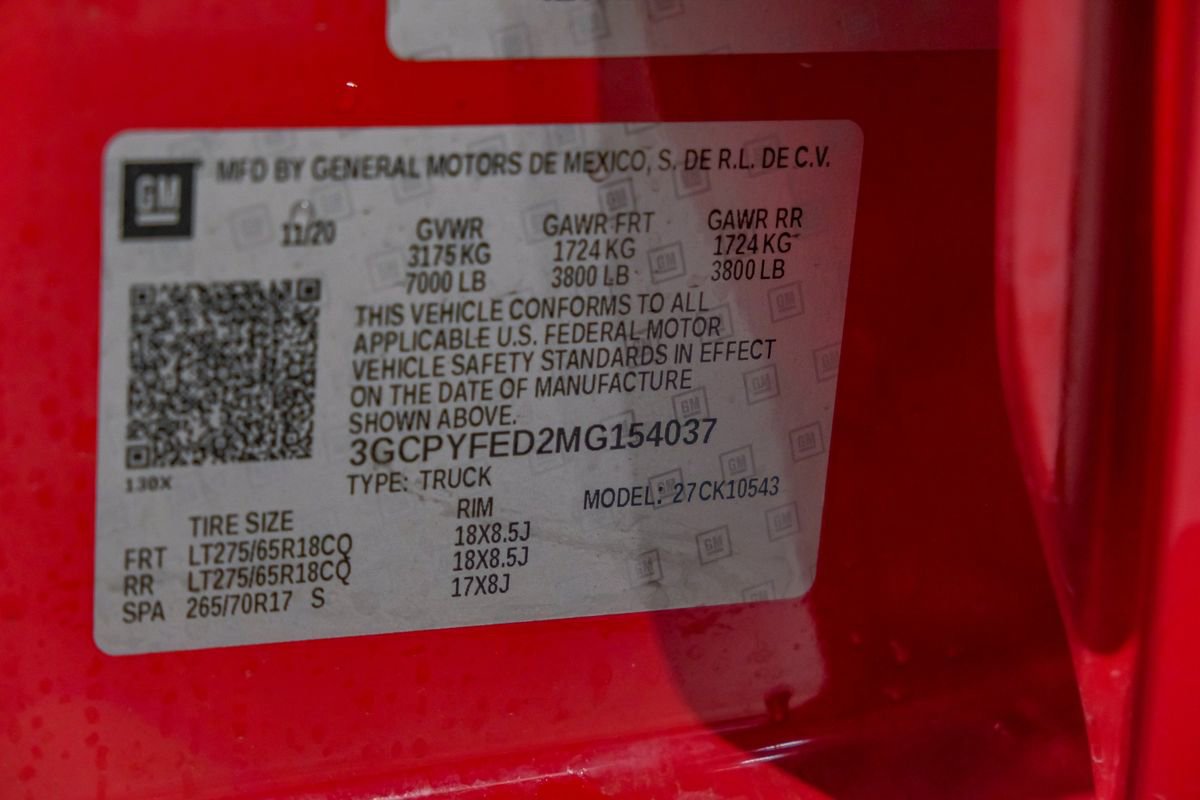 GM MFD BY GENERAL MOTORS DE MEXICO, S. DE R.L. DE C.V.
11/20 GVWR GAWR FRT GAWR RR
3175 KG 1724 KG 1724 KG
7000 LB 3800 LB 3800 LB
THIS VEHICLE CONFORMS TO ALL
APPLICABLE U.S. FEDERAL MOTOR
VEHICLE SAFETY STANDARDS IN EFFECT
ON THE DATE OF MANUFACTURE
SHOWN ABOVE.
3GCPYFED2MG154037
130X
TYPE: TRUCK MODEL: 27CK10543
TIRE SIZE RIM
FRT LT275/65R18CQ 18X8.5J
RR LT275/65R18CQ 18X8.5J
SPA 265/70R17 S 17X8J